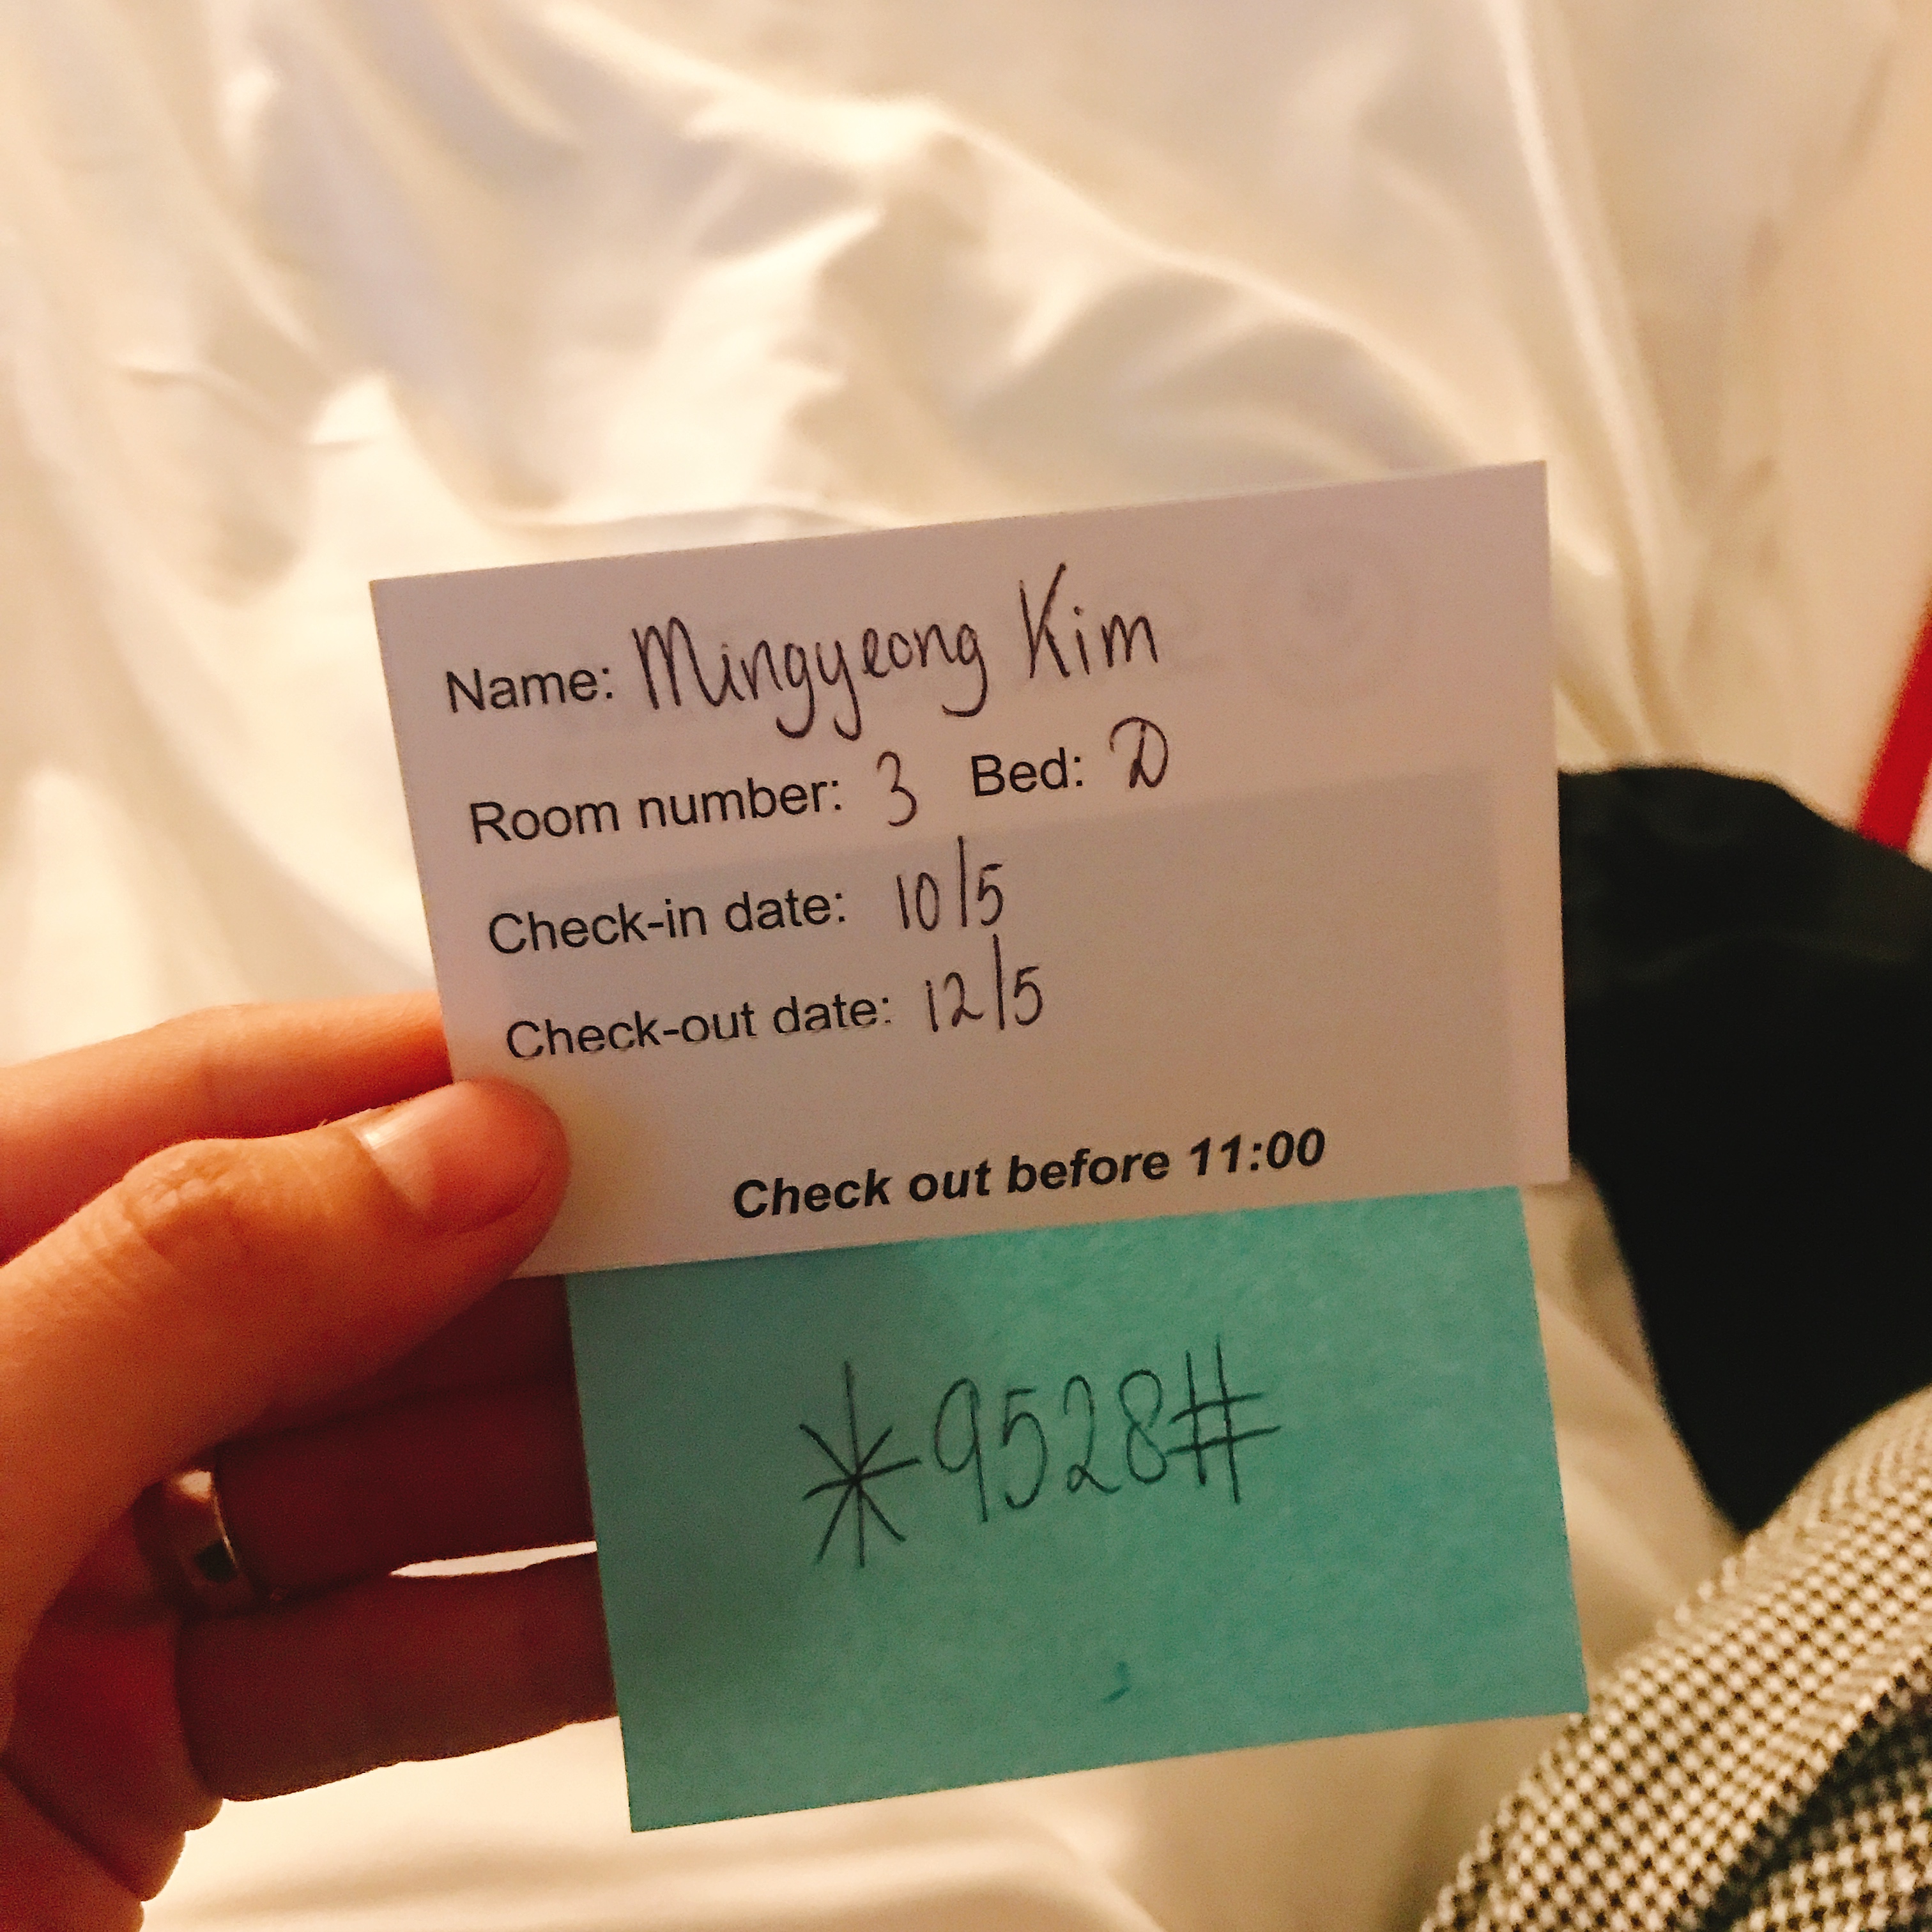 Name: Mingyeong Kim
Room number: 3 Bed: D
Check-in date: 10/5
Check-out date: 12/5
Check out before 11:00
*9528#